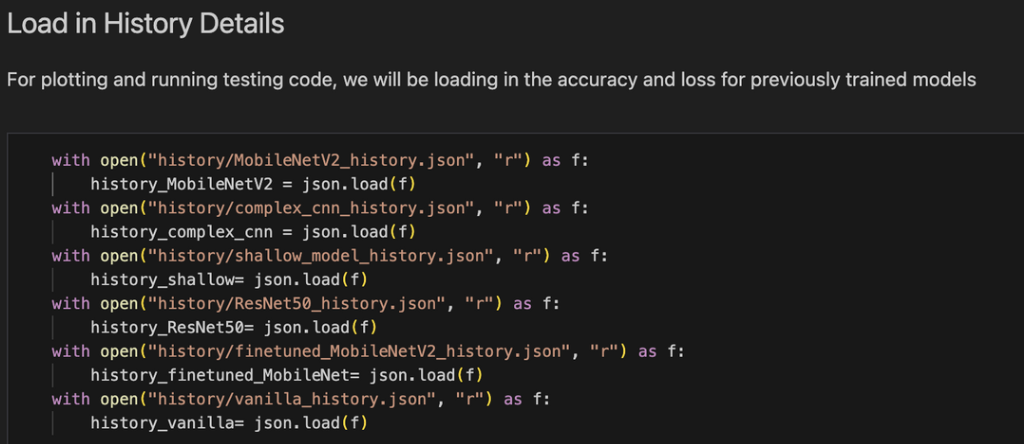 Load in History Details
For plotting and running testing code, we will be loading in the accuracy and loss for previously trained models
with open("history/MobileNetV2_history.json", "r") as f:
    history_MobileNetV2 = json.load(f)
with open("history/complex_cnn_history.json", "r") as f:
    history_complex_cnn = json.load(f)
with open("history/shallow_model_history.json", "r") as f:
    history_shallow= json.load(f)
with open("history/ResNet50_history.json", "r") as f:
    history_ResNet50= json.load(f)
with open("history/finetuned_MobileNetV2_history.json", "r") as f:
    history_finetuned_MobileNet= json.load(f)
with open("history/vanilla_history.json", "r") as f:
    history_vanilla= json.load(f)